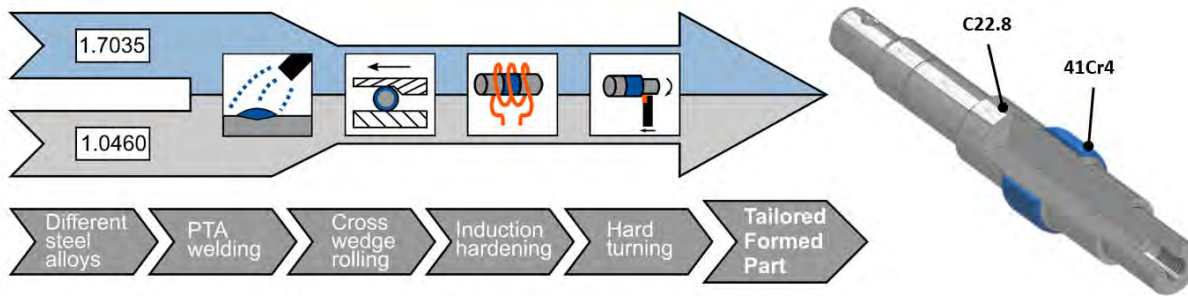 1.7035
1.0460
C22.8
41Cr4
Different
steel
alloys
PTA
welding
Cross
wedge
rolling
Induction
hardening
Hard
turning
Tailored
Formed
Part